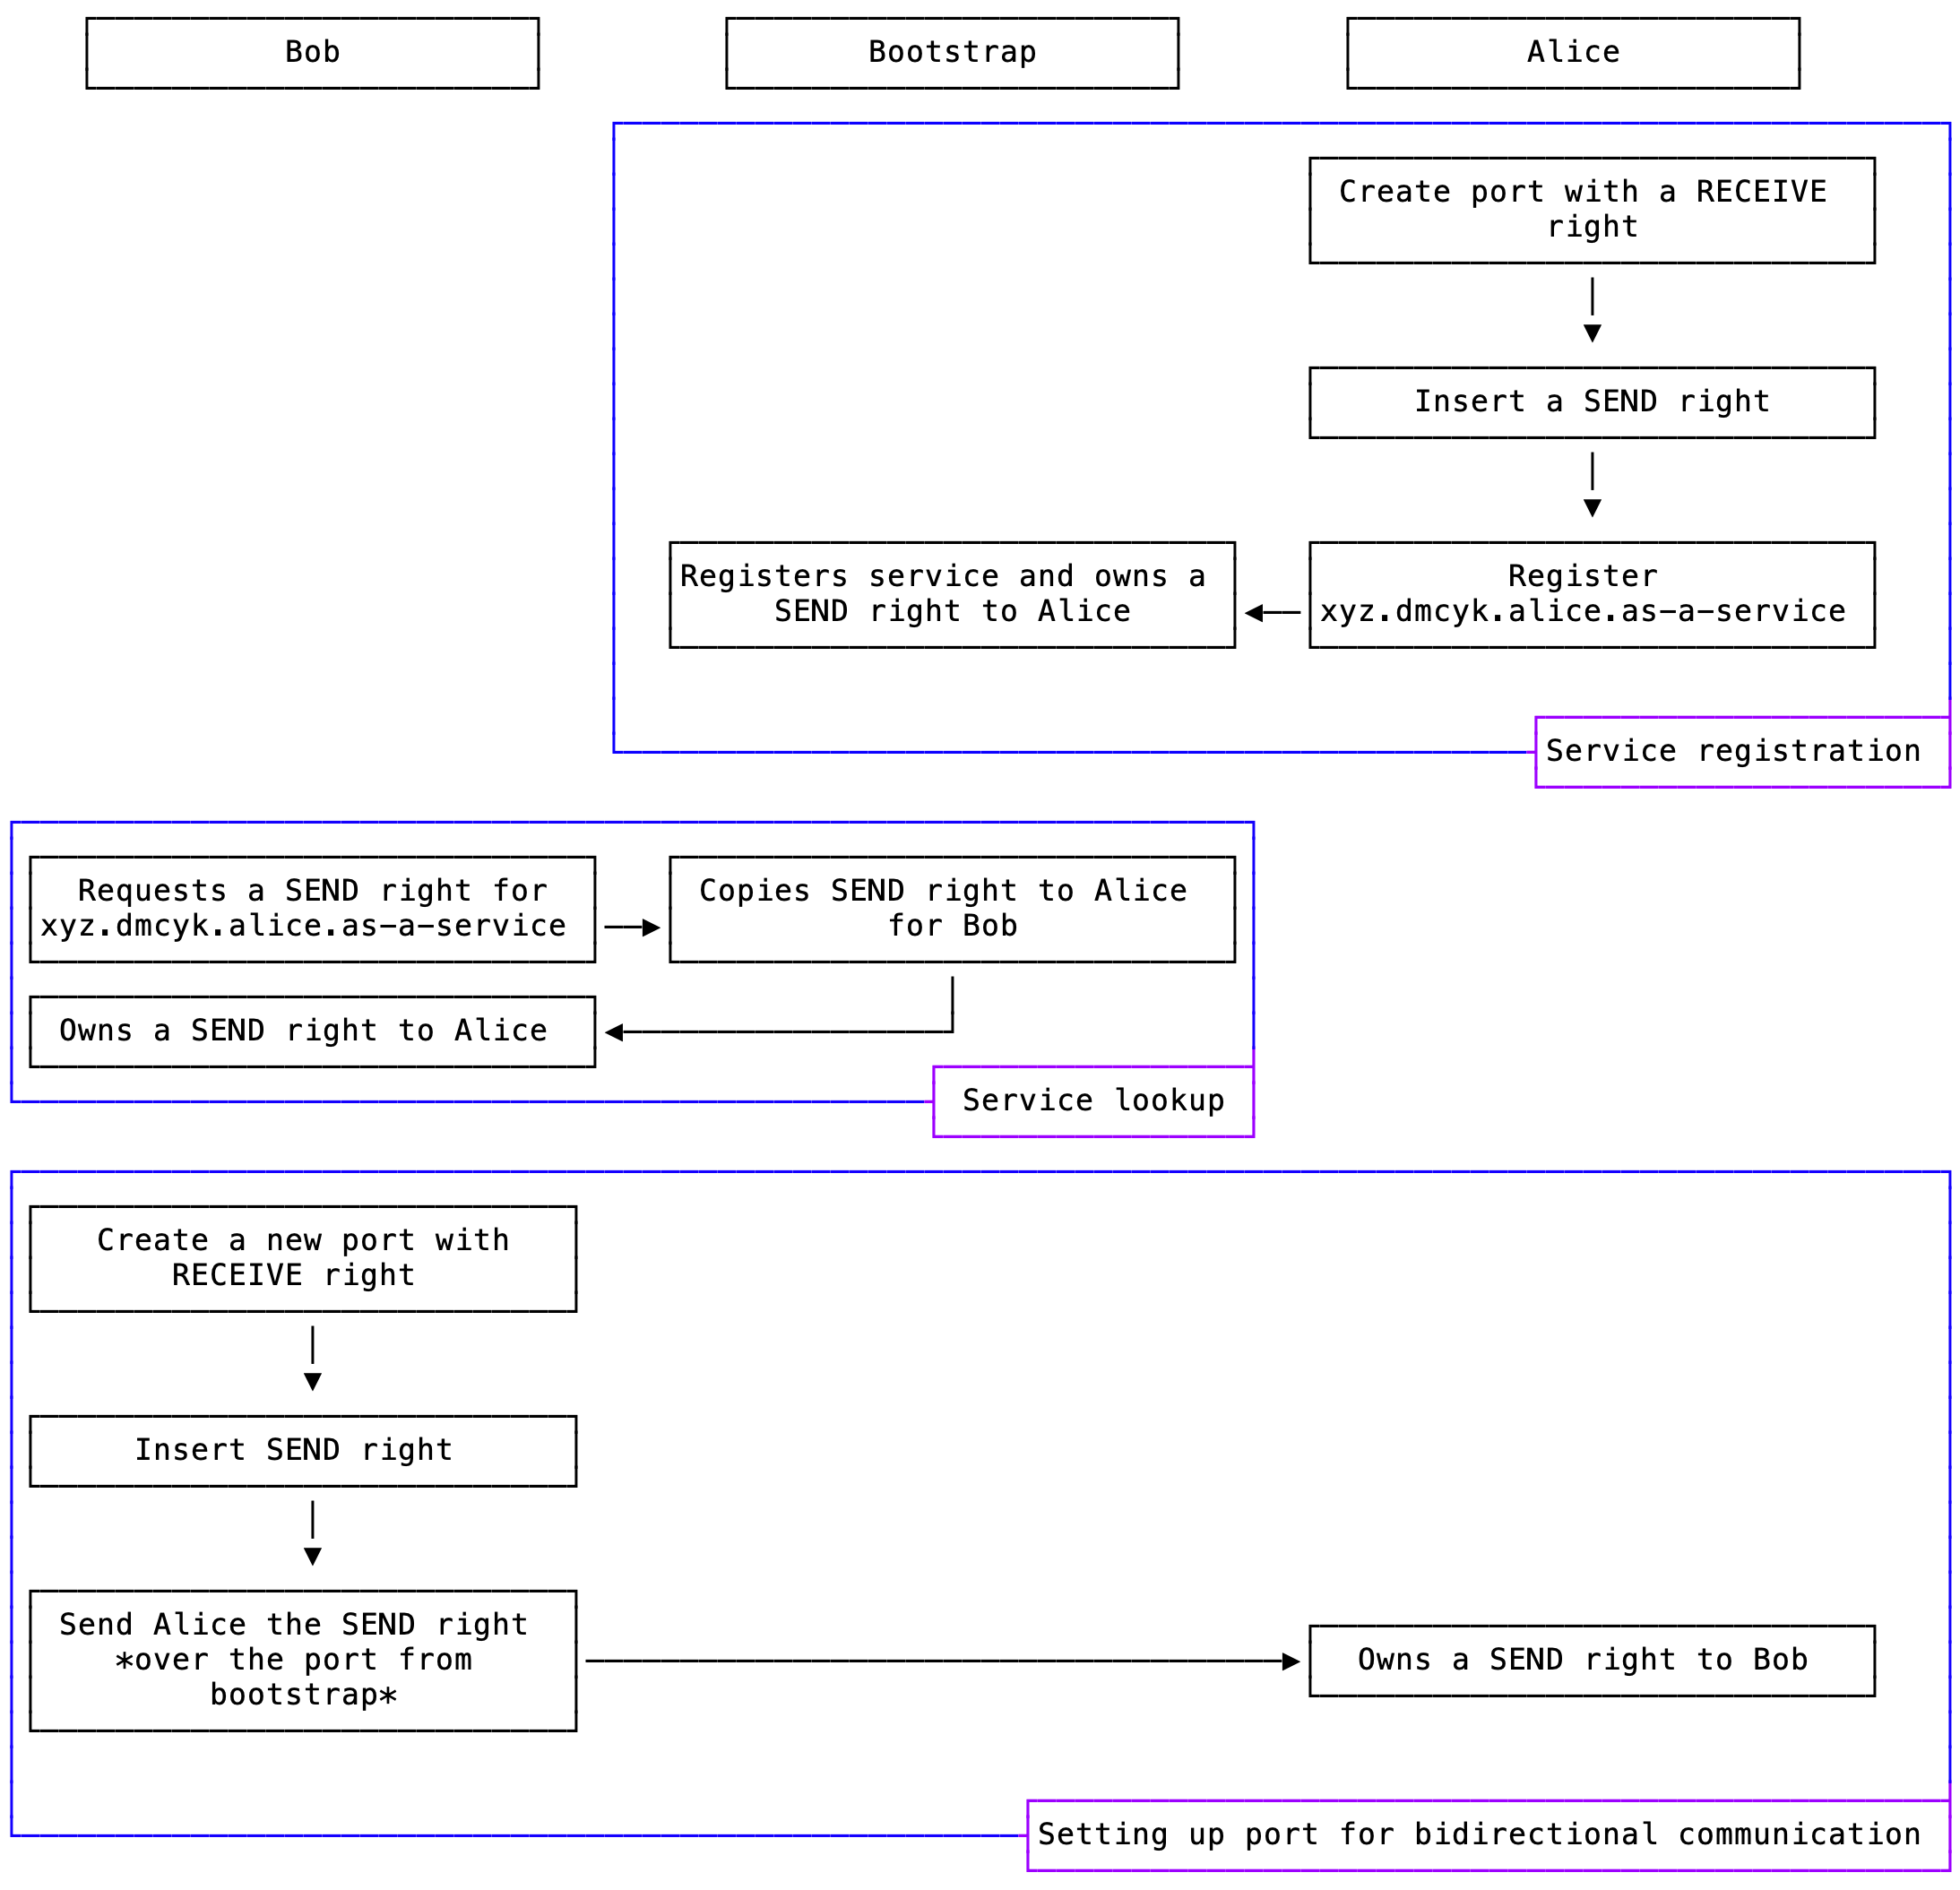 Bob
Bootstrap
Alice
Create port with a RECEIVE
right
Insert a SEND right
Registers service and owns a
SEND right to Alice
Register
xyz.dmcyk.alice.as-a-service
Service registration
Requests a SEND right for
xyz.dmcyk.alice.as-a-service
Copies SEND right to Alice
for Bob
Owns a SEND right to Alice
Service lookup
Create a new port with
RECEIVE right
Insert SEND right
Send Alice the SEND right
*over the port from
bootstrap*
Owns a SEND right to Bob
Setting up port for bidirectional communication